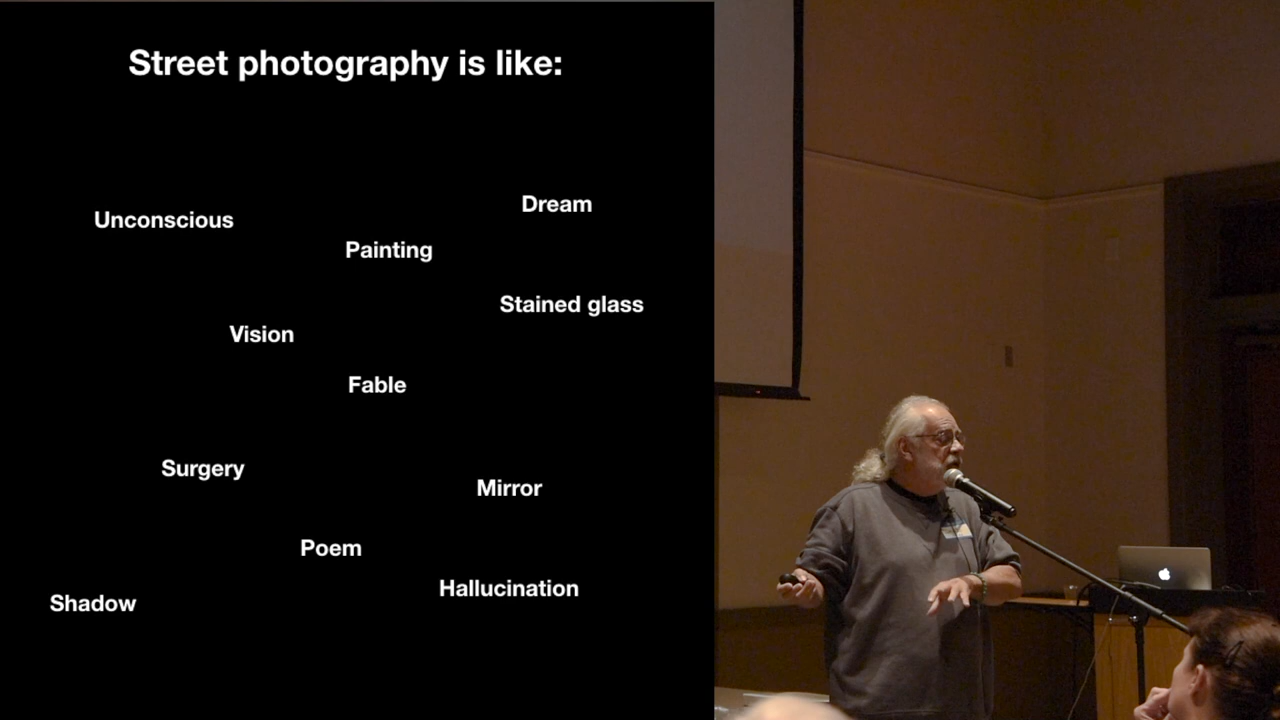 Street photography is like:
Dream
Unconscious
Painting
Stained glass
Vision
Fable
Surgery
Mirror
Poem
Hallucination
Shadow